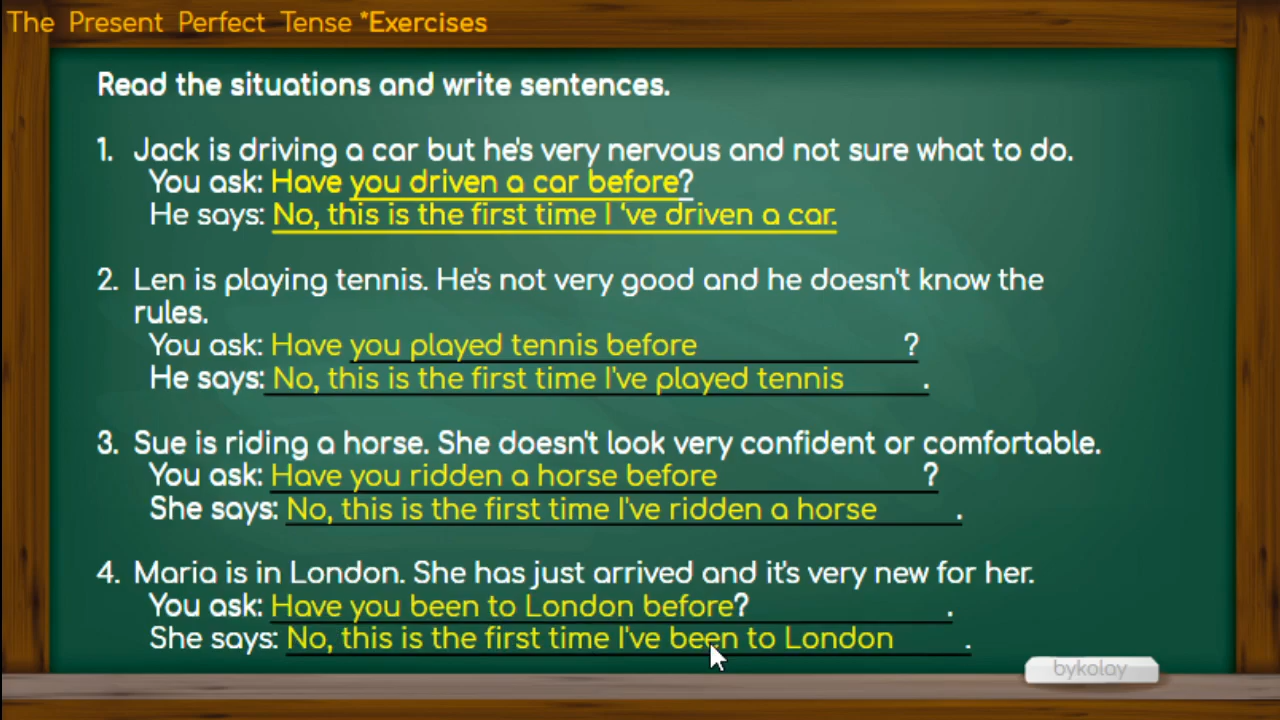 The Present Perfect Tense *Exercises
Read the situations and write sentences.
1. Jack is driving a car but he's very nervous and not sure what to do.
You ask: Have you driven a car before?
He says: No, this is the first time I 've driven a car.
2. Len is playing tennis. He's not very good and he doesn't know the
rules.
You ask: Have you played tennis before ?
He says: No, this is the first time I've played tennis .
3. Sue is riding a horse. She doesn't look very confident or comfortable.
You ask: Have you ridden a horse before ?
She says: No, this is the first time I've ridden a horse .
4. Maria is in London. She has just arrived and it's very new for her.
You ask: Have you been to London before? .
She says: No, this is the first time I've been to London .
bykolay